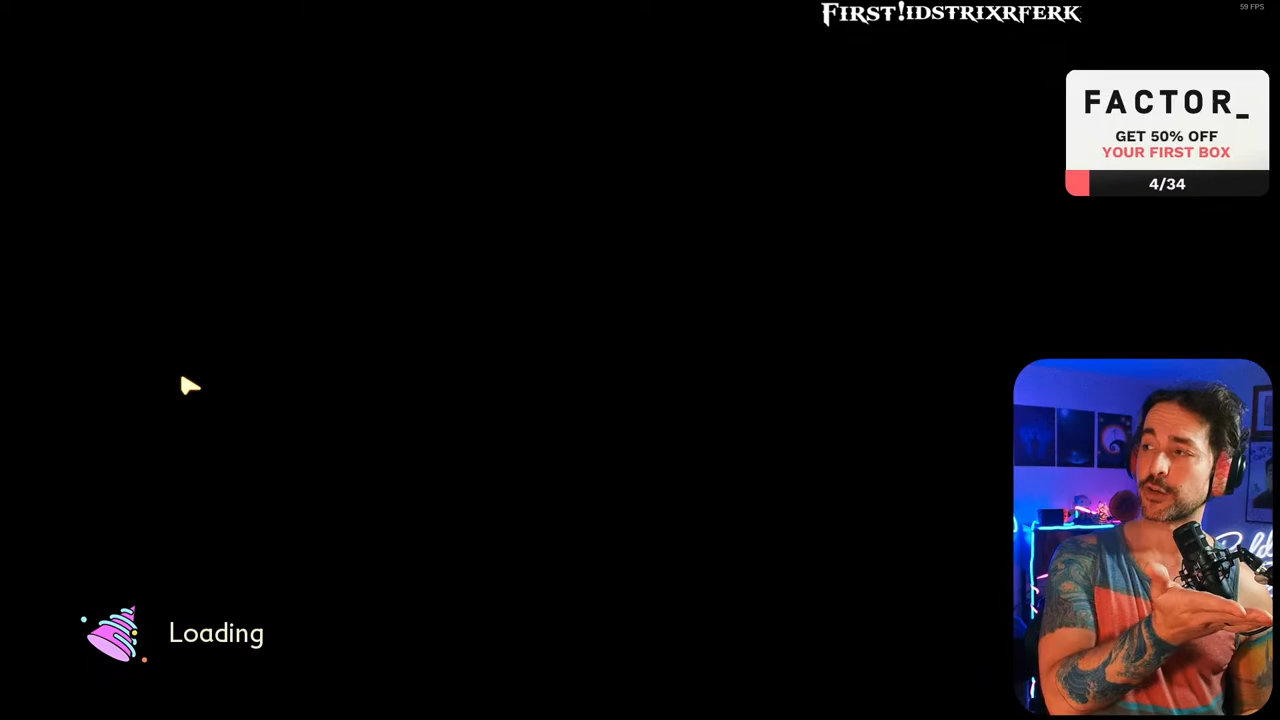 First!idstrixrferk
59 FPS
FACTOR_
GET 50% OFF
YOUR FIRST BOX
4/34
Loading